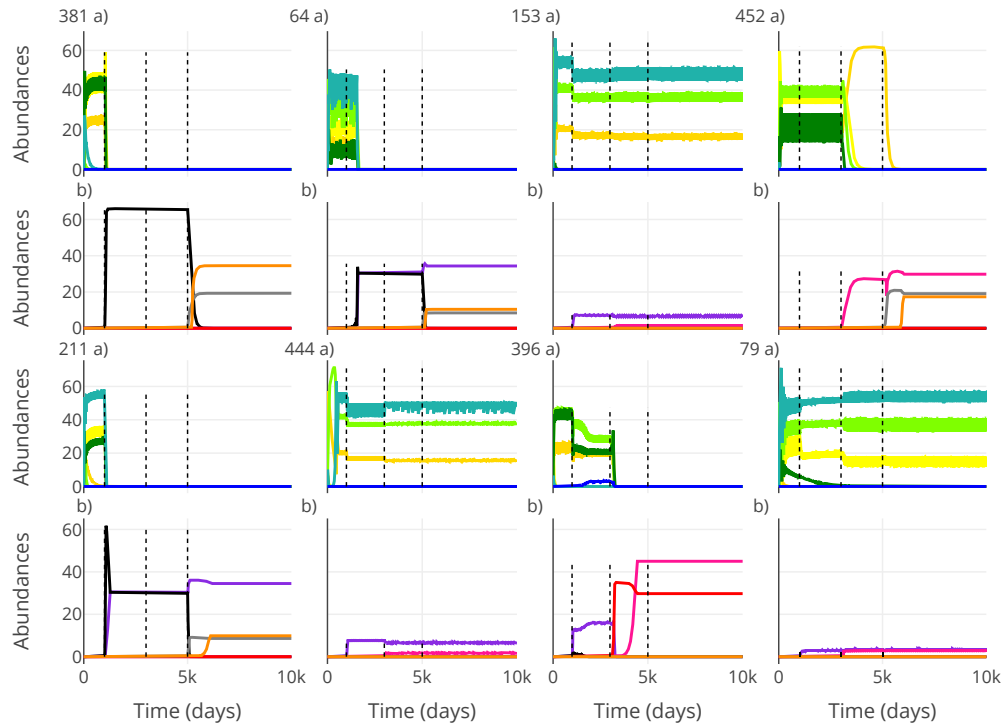 381 a) 64 a) 153 a) 452 a)
Abundances
60
40
20
0
b) b) b) b)
Abundances
60
40
20
0
211 a) 444 a) 396 a) 79 a)
Abundances
60
40
20
0
b) b) b) b)
Abundances
60
40
20
0
0 5k 10k 0 5k 10k 0 5k 10k 0 5k 10k
Time (days) Time (days) Time (days) Time (days)